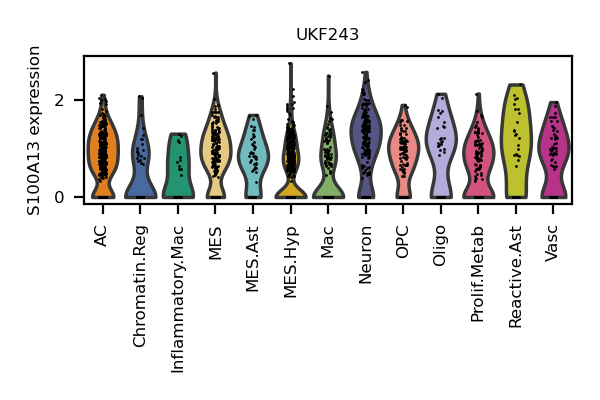 UKF243
S100A13 expression
2
0
AC
Chromatin.Reg
Inflammatory.Mac
MES
MES.Ast
MES.Hyp
Mac
Neuron
OPC
Oligo
Prolif.Metab
Reactive.Ast
Vasc